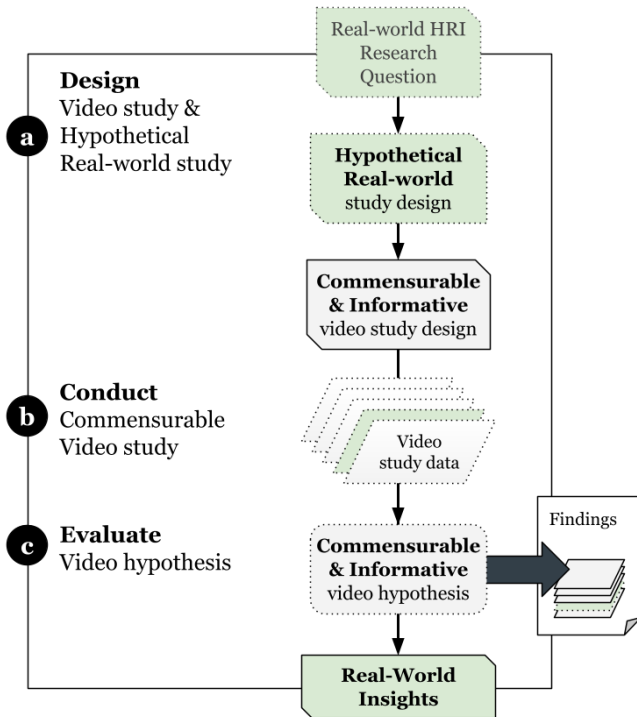 Real-world HRI
Research
Question
Design
Video study &
Hypothetical
Real-world study
a
Hypothetical
Real-world
study design
Commensurable
& Informative
video study design
Conduct
Commensurable
Video study
b
Video
study data
Evaluate
Video hypothesis
c
Commensurable
& Informative
video hypothesis
Findings
Real-World
Insights